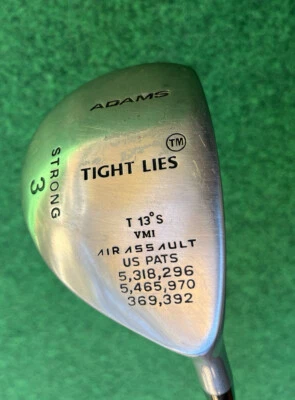 ADAMS
STRONG 3
TIGHT LIES TM
T 13° S
VMI
AIR ASSAULT
US PATS
5,318,296
5,465,970
369,392